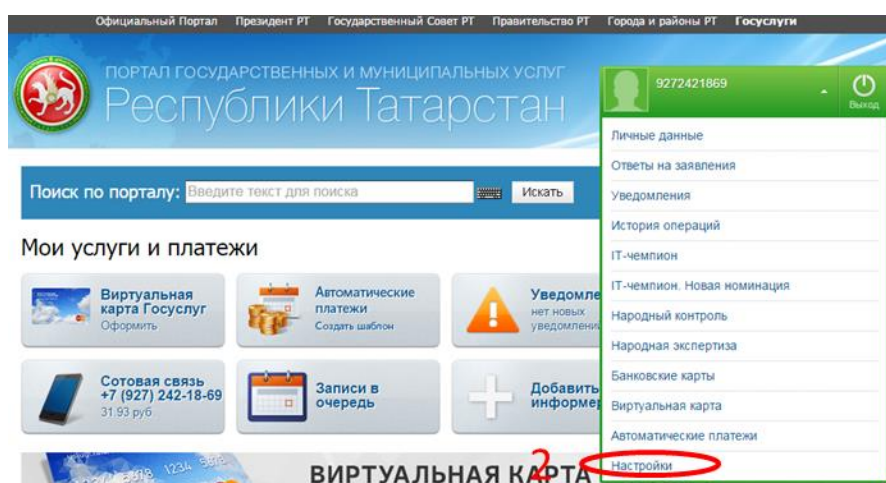 Официальный Портал Президент РТ Государственный Совет РТ Правительство РТ Города и районы РТ Госуслуги
ПОРТАЛ ГОСУДАРСТВЕННЫХ И МУНИЦИПАЛЬНЫХ УСЛУГ
Республики Татарстан
9272421869
Выход
Личные данные
Ответы на заявления
Уведомления
История операций
IT-чемпион
IT-чемпион. Новая номинация
Народный контроль
Народная экспертиза
Банковские карты
Виртуальная карта
Автоматические платежи
Настройки
2
Поиск по порталу: Введите текст для поиска Искать
Мои услуги и платежи
Виртуальная
карта Госуслуг
Оформить
Автоматические
платежи
Создать шаблон
Уведомле
нет новых
уведомлений
Сотовая связь
+7 (927) 242-18-69
31.93 руб
Записи в
очередь
Добавить
информер
1234
ВИРТУАЛЬНАЯ КАРТА